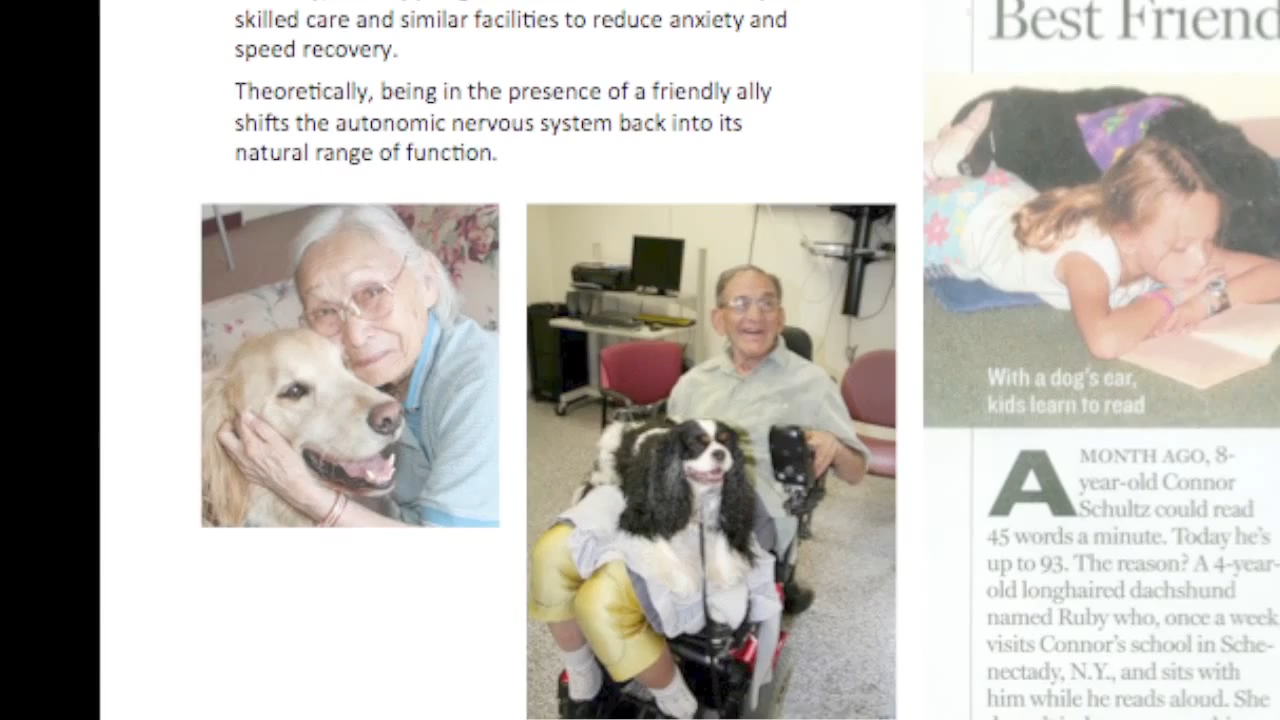 skilled care and similar facilities to reduce anxiety and
speed recovery.
Theoretically, being in the presence of a friendly ally
shifts the autonomic nervous system back into its
natural range of function.
Best Friend
With a dog's ear,
kids learn to read
A MONTH AGO, 8-
year-old Connor
Schultz could read
45 words a minute. Today he's
up to 93. The reason? A 4-year-
old longhaired dachshund
named Ruby who, once a week
visits Connor's school in Sche-
nectady, N.Y., and sits with
him while he reads aloud. She